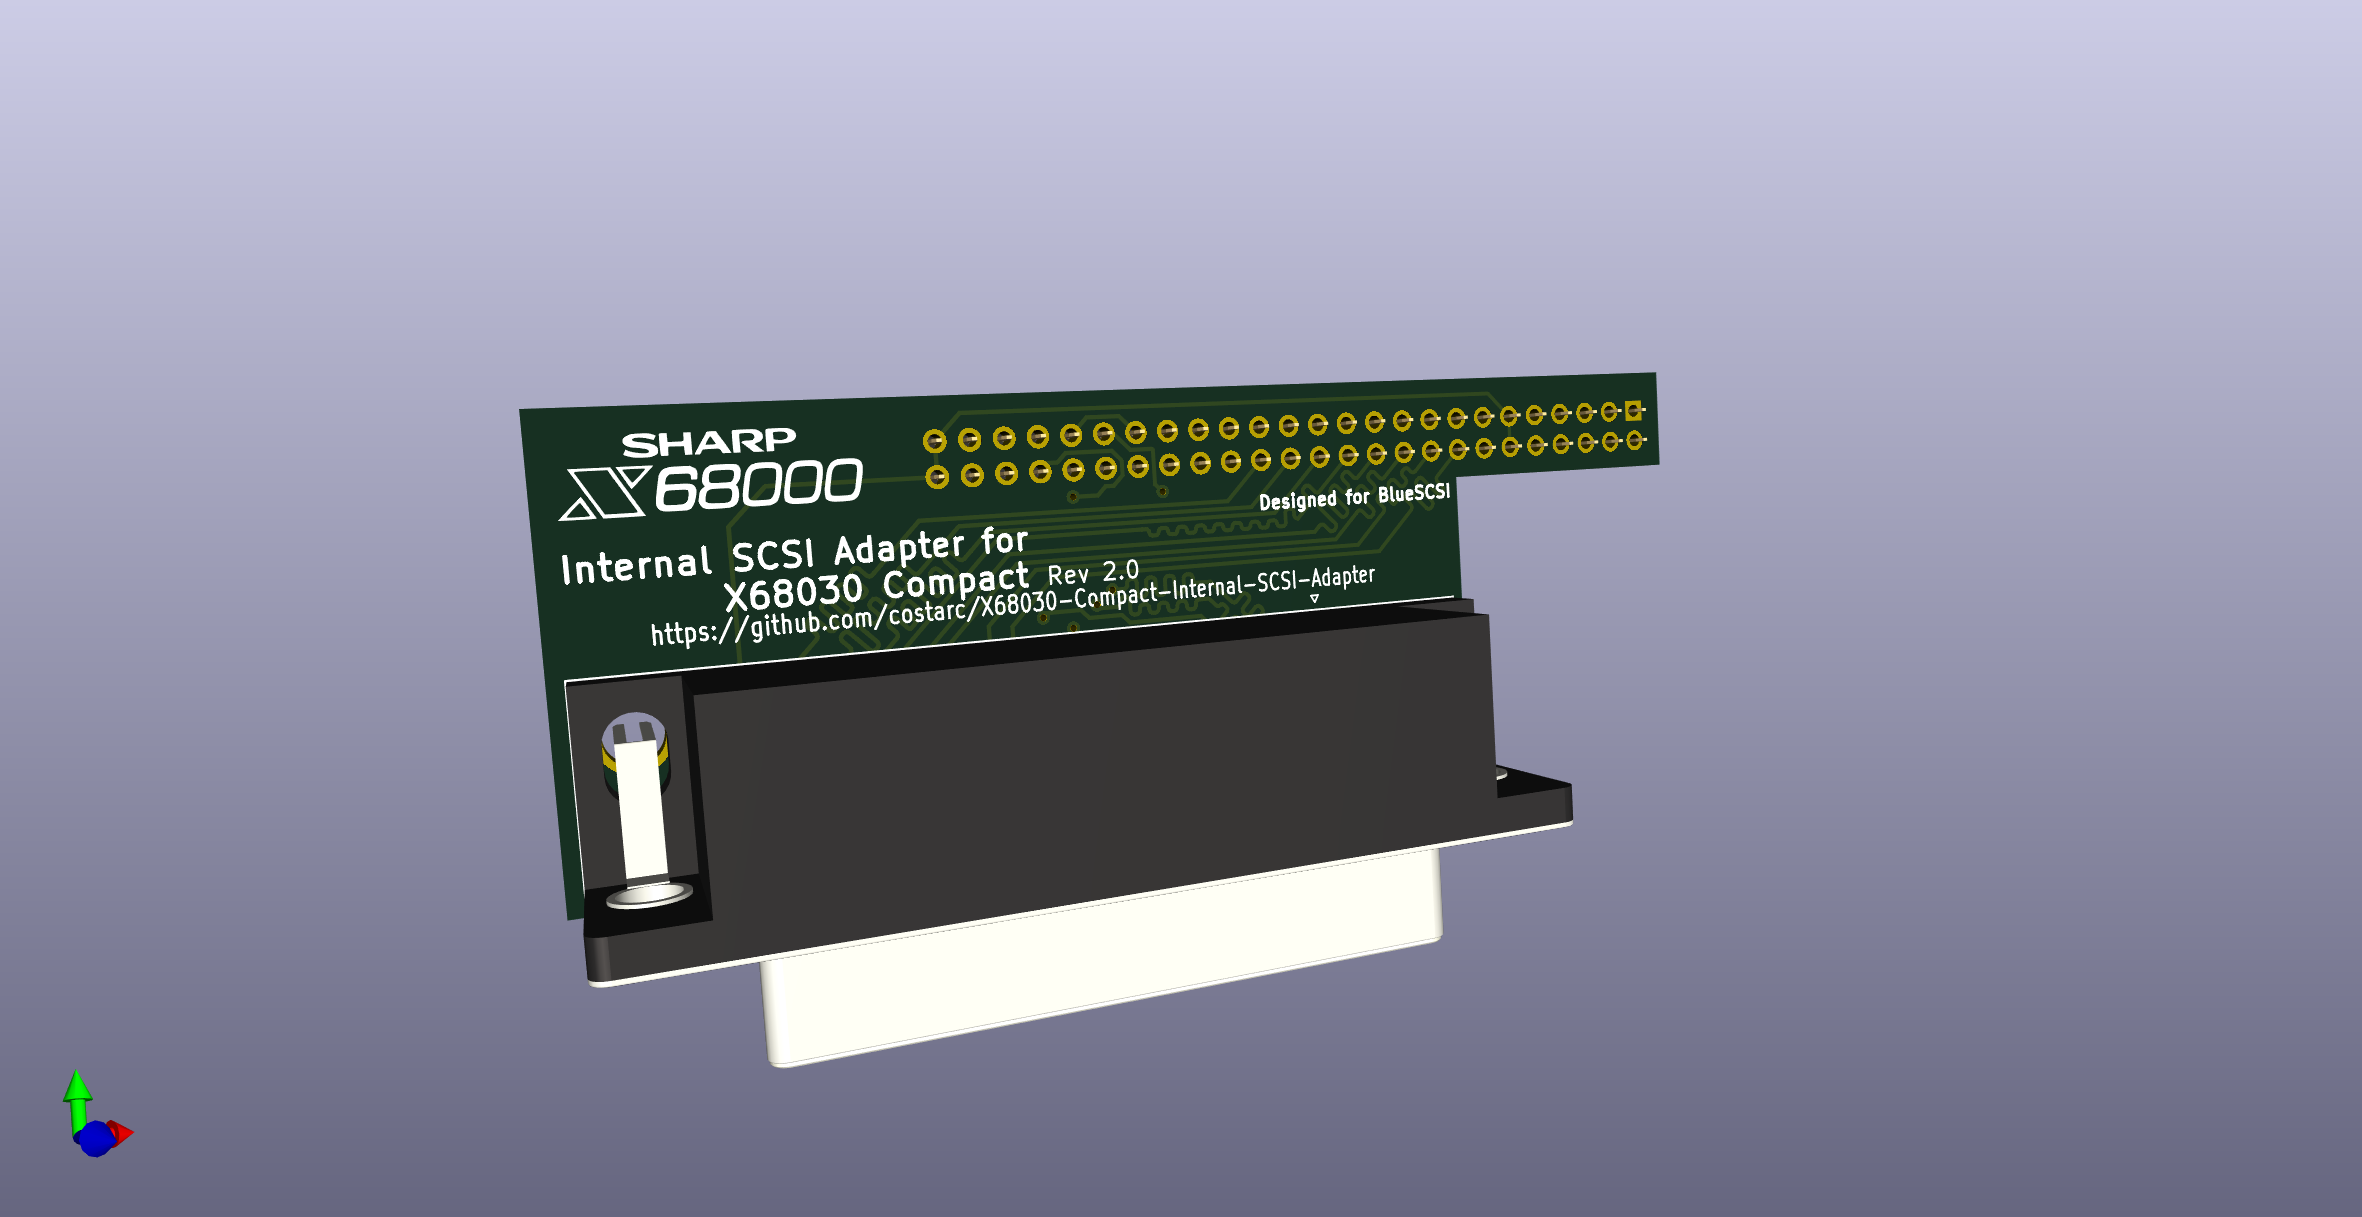 SHARP
X68000
Designed for BlueSCSI
Internal SCSI Adapter for
X68030 Compact Rev 2.0
https://github.com/costarc/X68030-Compact-Internal-SCSI-Adapter